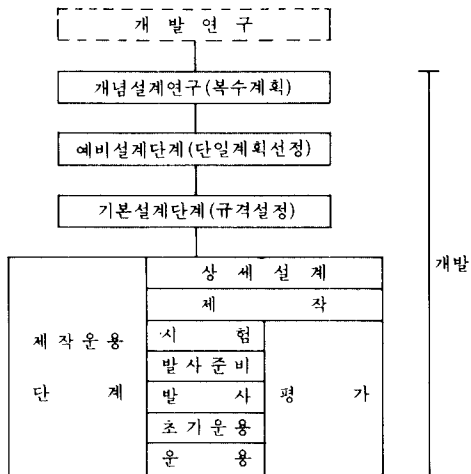 개 발 연 구
개념설계연구(복수계획)
예비설계단계(단일계획선정)
기본설계단계(규격설정)
개발
상 세 설 계
제 작
제 작 운 용
단 계
시 험
발 사 준 비
발 사
초 기 운 용
운 용
평 가